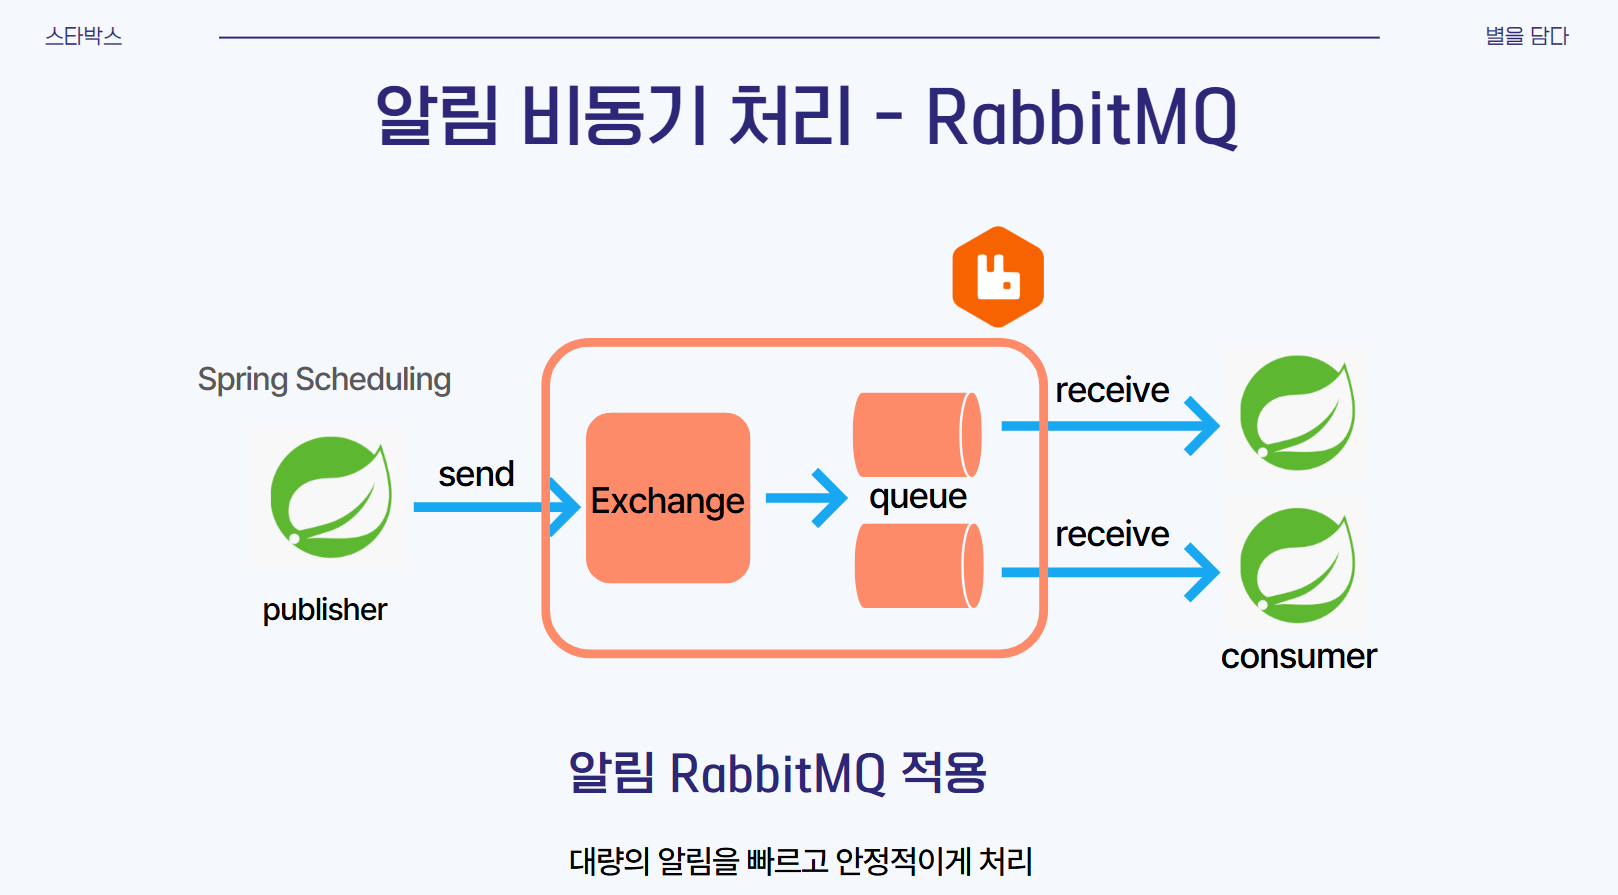 스타박스
별을 담다
알림 비동기 처리 - RabbitMQ
Spring Scheduling
send
publisher
Exchange
queue
receive
receive
consumer
알림 RabbitMQ 적용
대량의 알림을 빠르고 안정적이게 처리